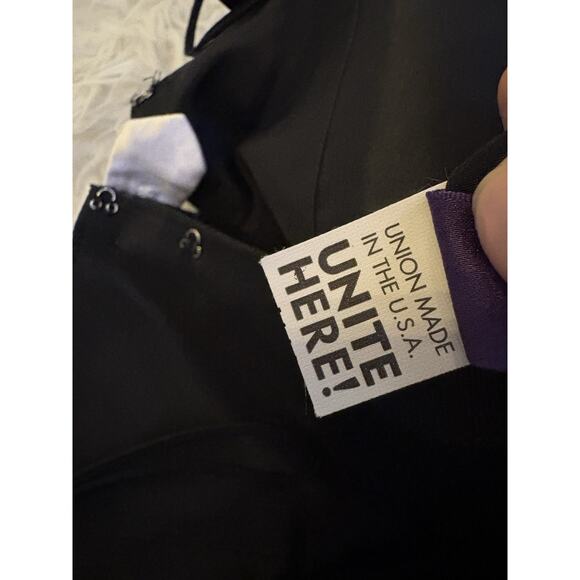 UNION MADE
IN THE U.S.A.
UNITE
HERE!